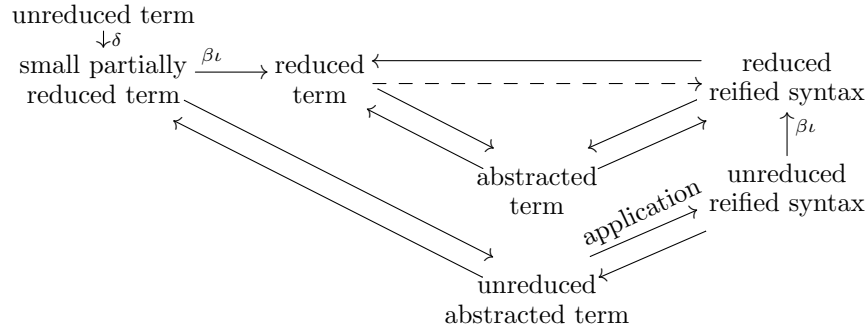 unreduced term
δ
small partially
reduced term
βι
reduced
term
reduced
reified syntax
βι
abstracted
term
unreduced
reified syntax
application
unreduced
abstracted term